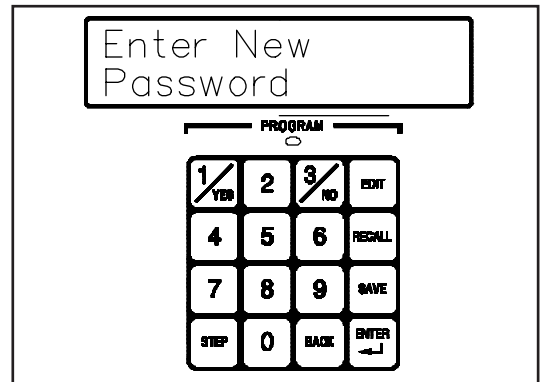 Enter New
Password
PROGRAM
1/YES 2 3/NO EDIT
4 5 6 RECALL
7 8 9 SAVE
STEP 0 BACK ENTER